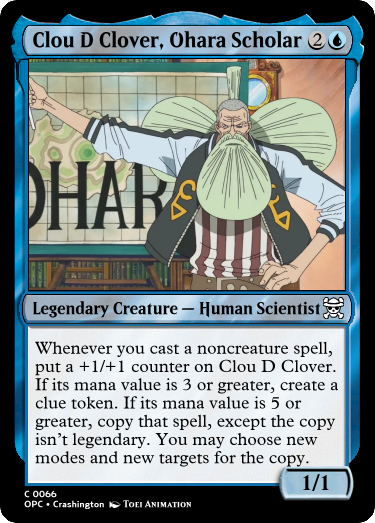 Clou D Clover, Ohara Scholar 2
OHAR
Legendary Creature — Human Scientist
Whenever you cast a noncreature spell,
put a +1/+1 counter on Clou D Clover.
If its mana value is 3 or greater, create a
clue token. If its mana value is 5 or
greater, copy that spell, except the copy
isn't legendary. You may choose new
modes and new targets for the copy.
1/1
C 0066
OPC • Crashington TOEI ANIMATION